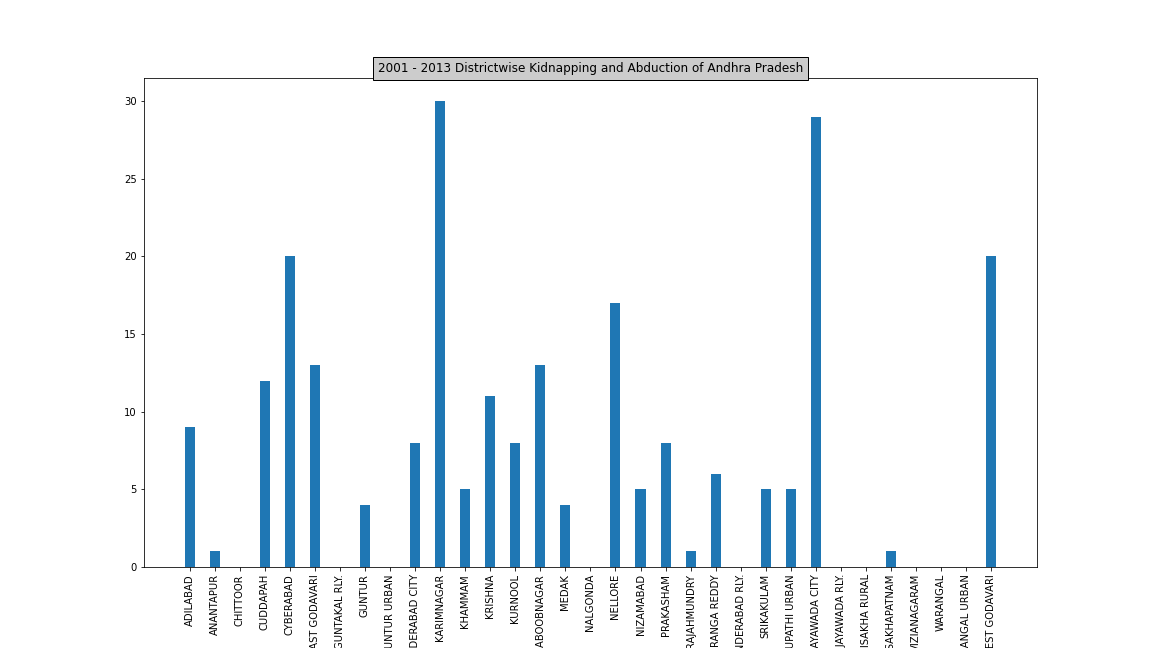 2001 - 2013 Districtwise Kidnapping and Abduction of Andhra Pradesh
30
25
20
15
10
5
0
ADILABAD
ANANTAPUR
CHITTOOR
CUDDAPAH
CYBERABAD
AST GODAVARI
GUNTAKAL RLY.
GUNTUR
UNTUR URBAN
DERABAD CITY
KARIMNAGAR
KHAMMAM
KRISHNA
KURNOOL
ABOOBNAGAR
MEDAK
NALGONDA
NELLORE
NIZAMABAD
PRAKASHAM
RAJAHMUNDRY
RANGA REDDY
NDERABAD RLY.
SRIKAKULAM
UPATHI URBAN
AYAWADA CITY
JAYAWADA RLY.
ISAKHA RURAL
SAKHAPATNAM
IZIANAGARAM
WARANGAL
ANGAL URBAN
EST GODAVARI